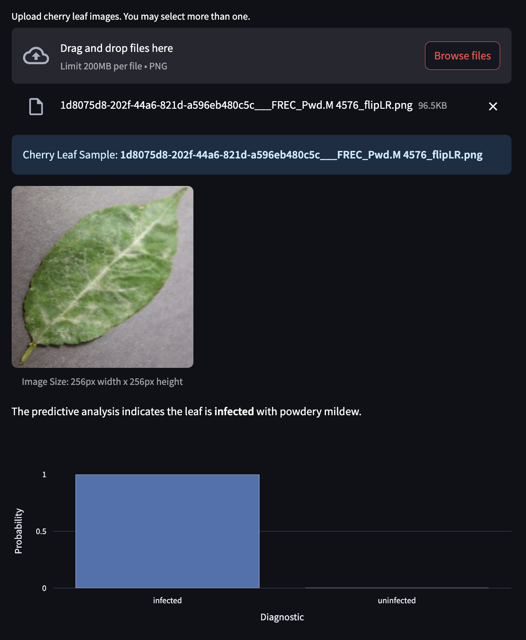 Upload cherry leaf images. You may select more than one.
Drag and drop files here
Limit 200MB per file • PNG
Browse files
1d8075d8-202f-44a6-821d-a596eb480c5c___FREC_Pwd.M 4576_flipLR.png 96.5KB
Cherry Leaf Sample: 1d8075d8-202f-44a6-821d-a596eb480c5c___FREC_Pwd.M 4576_flipLR.png
Image Size: 256px width x 256px height
The predictive analysis indicates the leaf is infected with powdery mildew.
1
0.5
0
Probability
infected
uninfected
Diagnostic